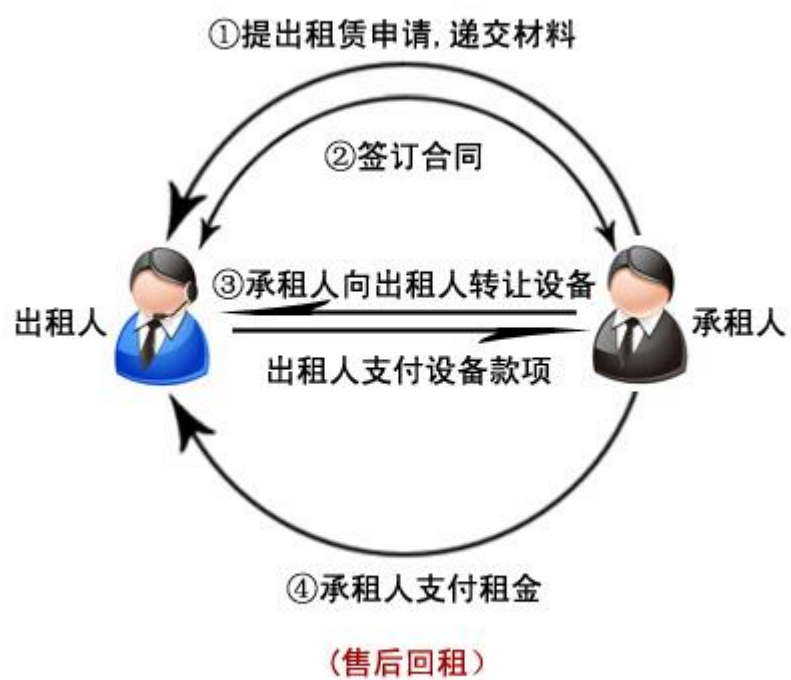 ①提出租赁申请,递交材料
②签订合同
③承租人向出租人转让设备
出租人
承租人
出租人支付设备款项
④承租人支付租金
(售后回租)